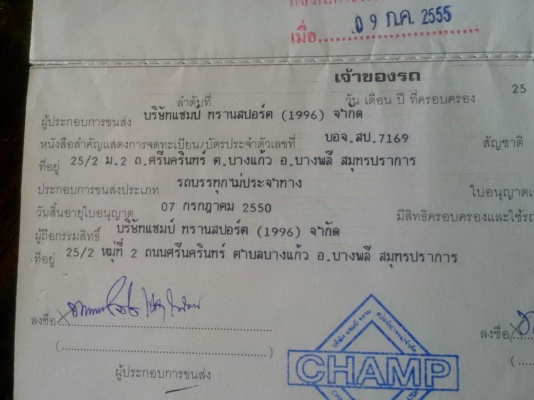 เมื่อ 09 ก.ค. 2555
เจ้าของรถ
ลำดับที่ วัน เดือน ปี ที่ครอบครอง 25
ผู้ประกอบการขนส่ง บริษัทแชมป์ ทรานสปอร์ต (1996) จำกัด
หนังสือสำคัญแสดงการจดทะเบียน/บัตรประจำตัวเลขที่ บอจ.สบ.7169 สัญชาติ
ที่อยู่ 25/2 ม.2 ถ.ศรีนครินทร์ ต.บางแก้ว อ.บางพลี สมุทรปราการ
ประกอบการขนส่งประเภท รถบรรทุกไม่ประจำทาง ใบอนุญาตเ
วันสิ้นอายุใบอนุญาต 07 กรกฎาคม 2550 มีสิทธิครอบครองและใช้รถ
ผู้ถือกรรมสิทธิ์ บริษัทแชมป์ ทรานสปอร์ต (1996) จำกัด
ที่อยู่ 25/2 หมู่ที่ 2 ถนนศรีนครินทร์ ตำบลบางแก้ว อ.บางพลี สมุทรปราการ
ลงชื่อ ลงชื่อ
CHAMP
ผู้ประกอบการขนส่ง